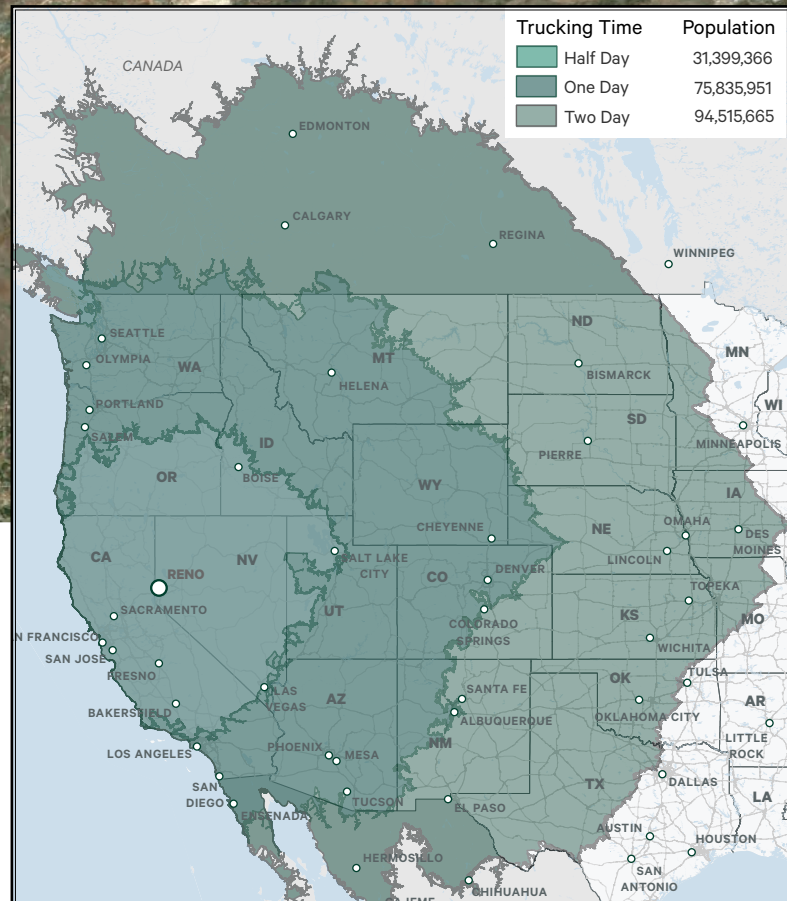 Trucking Time Population
Half Day 31,399,366
One Day 75,835,951
Two Day 94,515,665
CANADA
EDMONTON
CALGARY
REGINA
WINNIPEG
SEATTLE
OLYMPIA
WA
PORTLAND
SALEM
MT
HELENA
ND
BISMARCK
MN
WI
MINNEAPOLIS
SD
PIERRE
ID
BOISE
OR
WY
CHEYENNE
NE
OMAHA
LINCOLN
IA
DES
MOINES
CA
NV
RENO
SACRAMENTO
SALT LAKE
CITY
UT
CO
DENVER
COLORADO
SPRINGS
KS
TOPEKA
WICHITA
MO
N FRANCISCO
SAN JOSE
FRESNO
BAKERSFIELD
LAS
VEGAS
LOS ANGELES
SAN
DIEGO
ENSENADA
AZ
PHOENIX
MESA
TUCSON
SANTA FE
ALBUQUERQUE
NM
EL PASO
OK
TULSA
OKLAHOMA CITY
AR
LITTLE
ROCK
TX
DALLAS
LA
AUSTIN
HOUSTON
SAN
ANTONIO
HERMOSILLO
CHIHUAHUA